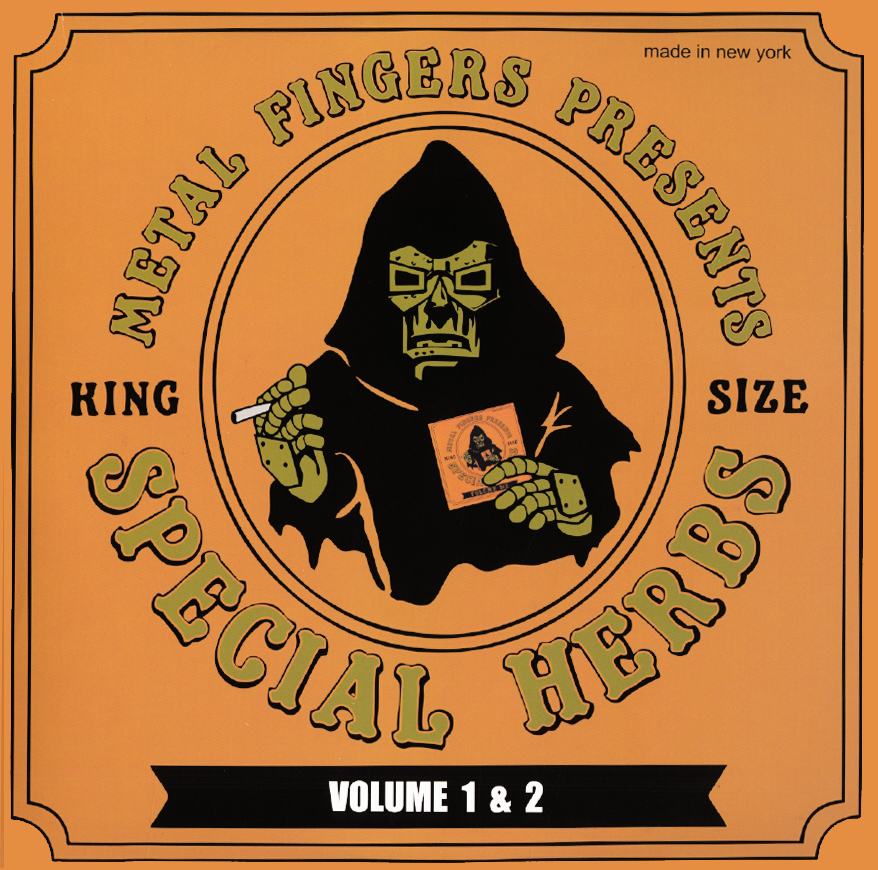 made in new york
METAL FINGERS PRESENTS
KING SIZE
SPECIAL HERBS
VOLUME 1 & 2